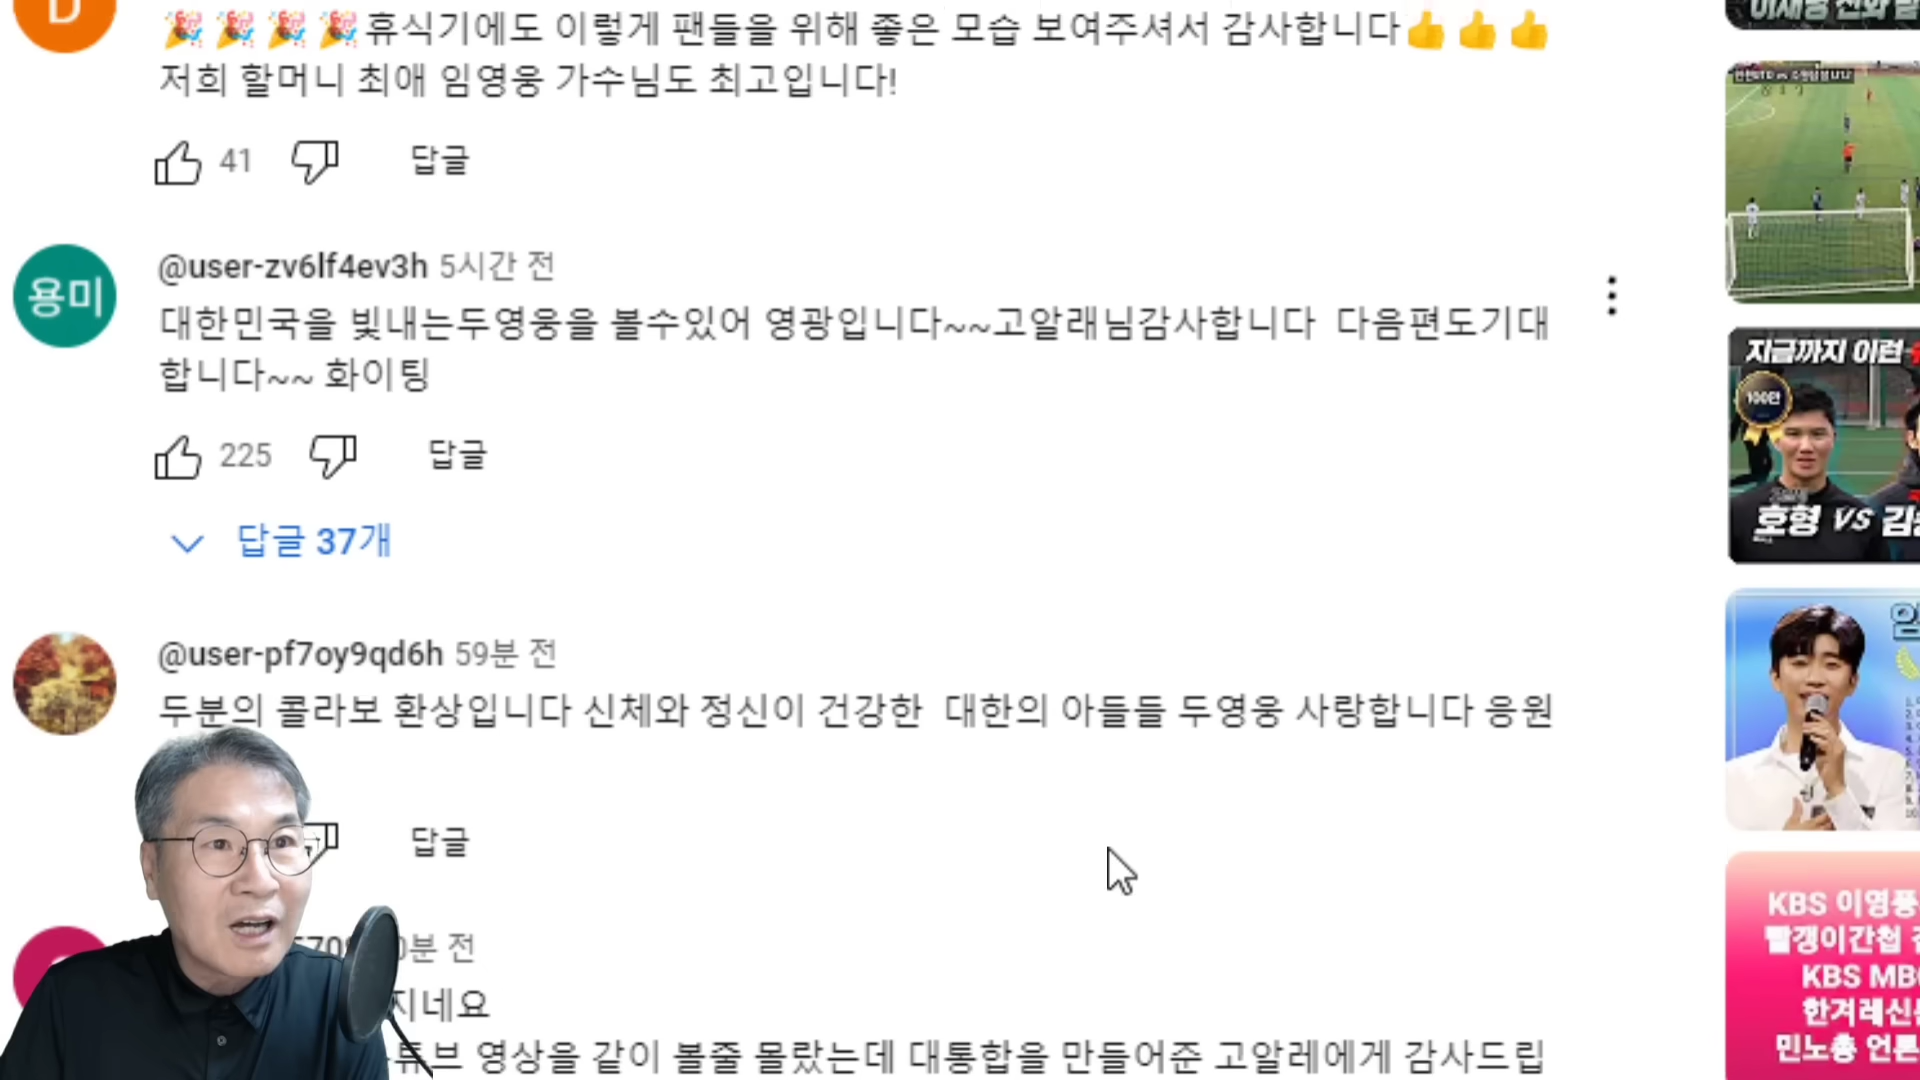 D
🎉🎉🎉🎉휴식기에도 이렇게 팬들을 위해 좋은 모습 보여주셔서 감사합니다👍👍👍
저희 할머니 최애 임영웅 가수님도 최고입니다!
41 답글
용미
@user-zv6lf4ev3h 5시간 전
대한민국을 빛내는두영웅을 볼수있어 영광입니다~~고알래님감사합니다 다음편도기대
합니다~~ 화이팅
225 답글
답글 37개
@user-pf7oy9qd6h 59분 전
두분의 콜라보 환상입니다 신체와 정신이 건강한 대한의 아들들 두영웅 사랑합니다 응원
답글
분 전
지네요
튜브 영상을 같이 볼줄 몰랐는데 대통합을 만들어준 고알레에게 감사드립
지금까지 이런
100만
호형 VS 김
임
KBS 이영풍
빨갱이간첩
KBS MB
한겨레신
민노총 언론